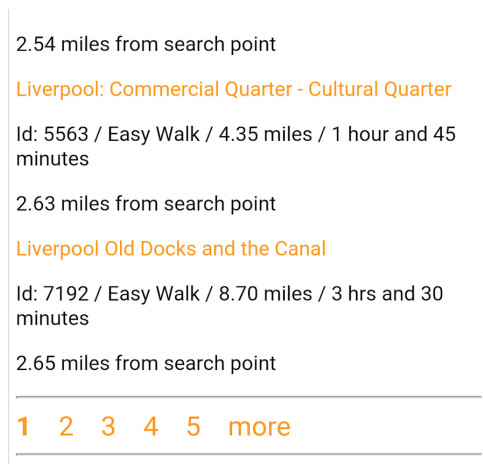 2.54 miles from search point
Liverpool: Commercial Quarter - Cultural Quarter
Id: 5563 / Easy Walk / 4.35 miles / 1 hour and 45
minutes
2.63 miles from search point
Liverpool Old Docks and the Canal
Id: 7192 / Easy Walk / 8.70 miles / 3 hrs and 30
minutes
2.65 miles from search point
1 2 3 4 5 more